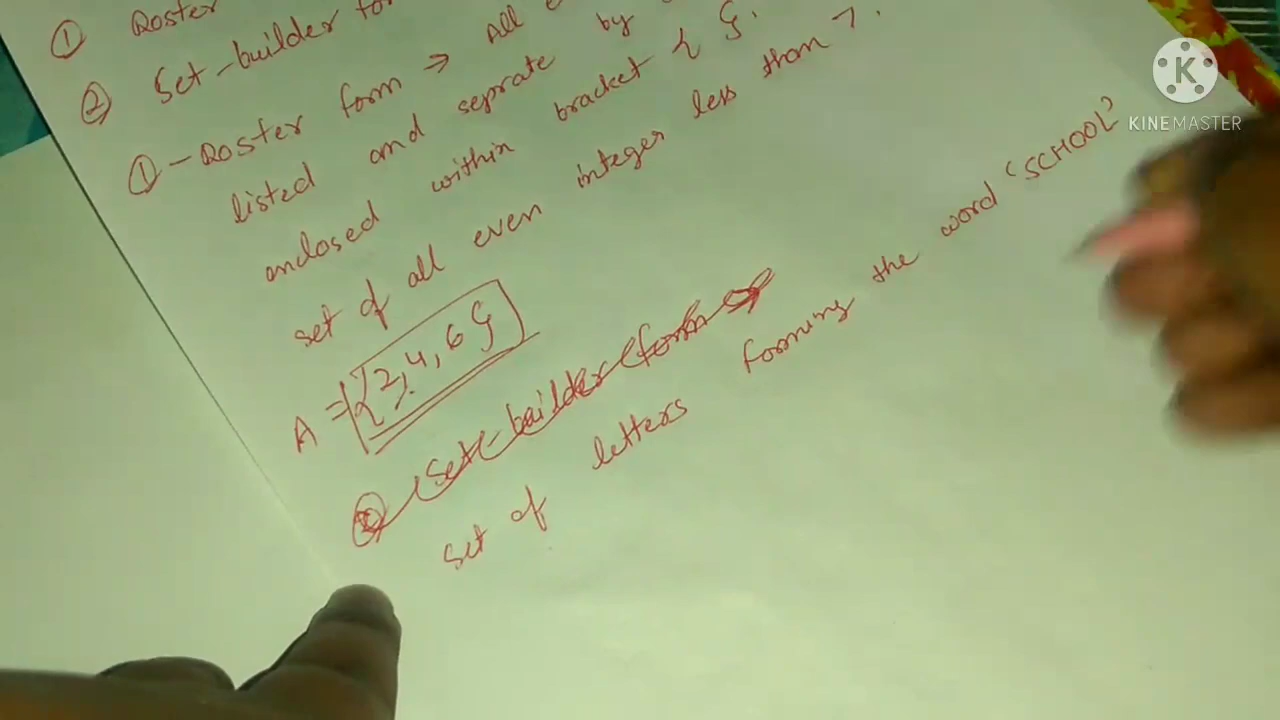 ① Roster
② Set-builder for
①-Roster form → All
listed and seprate by
enclosed within bracket { }.
set of all even integer less than 7.
A = {2,4,6}
(Set-builder (form →
set of letters forming the word 'SCHOOL'
K
KINEMASTER